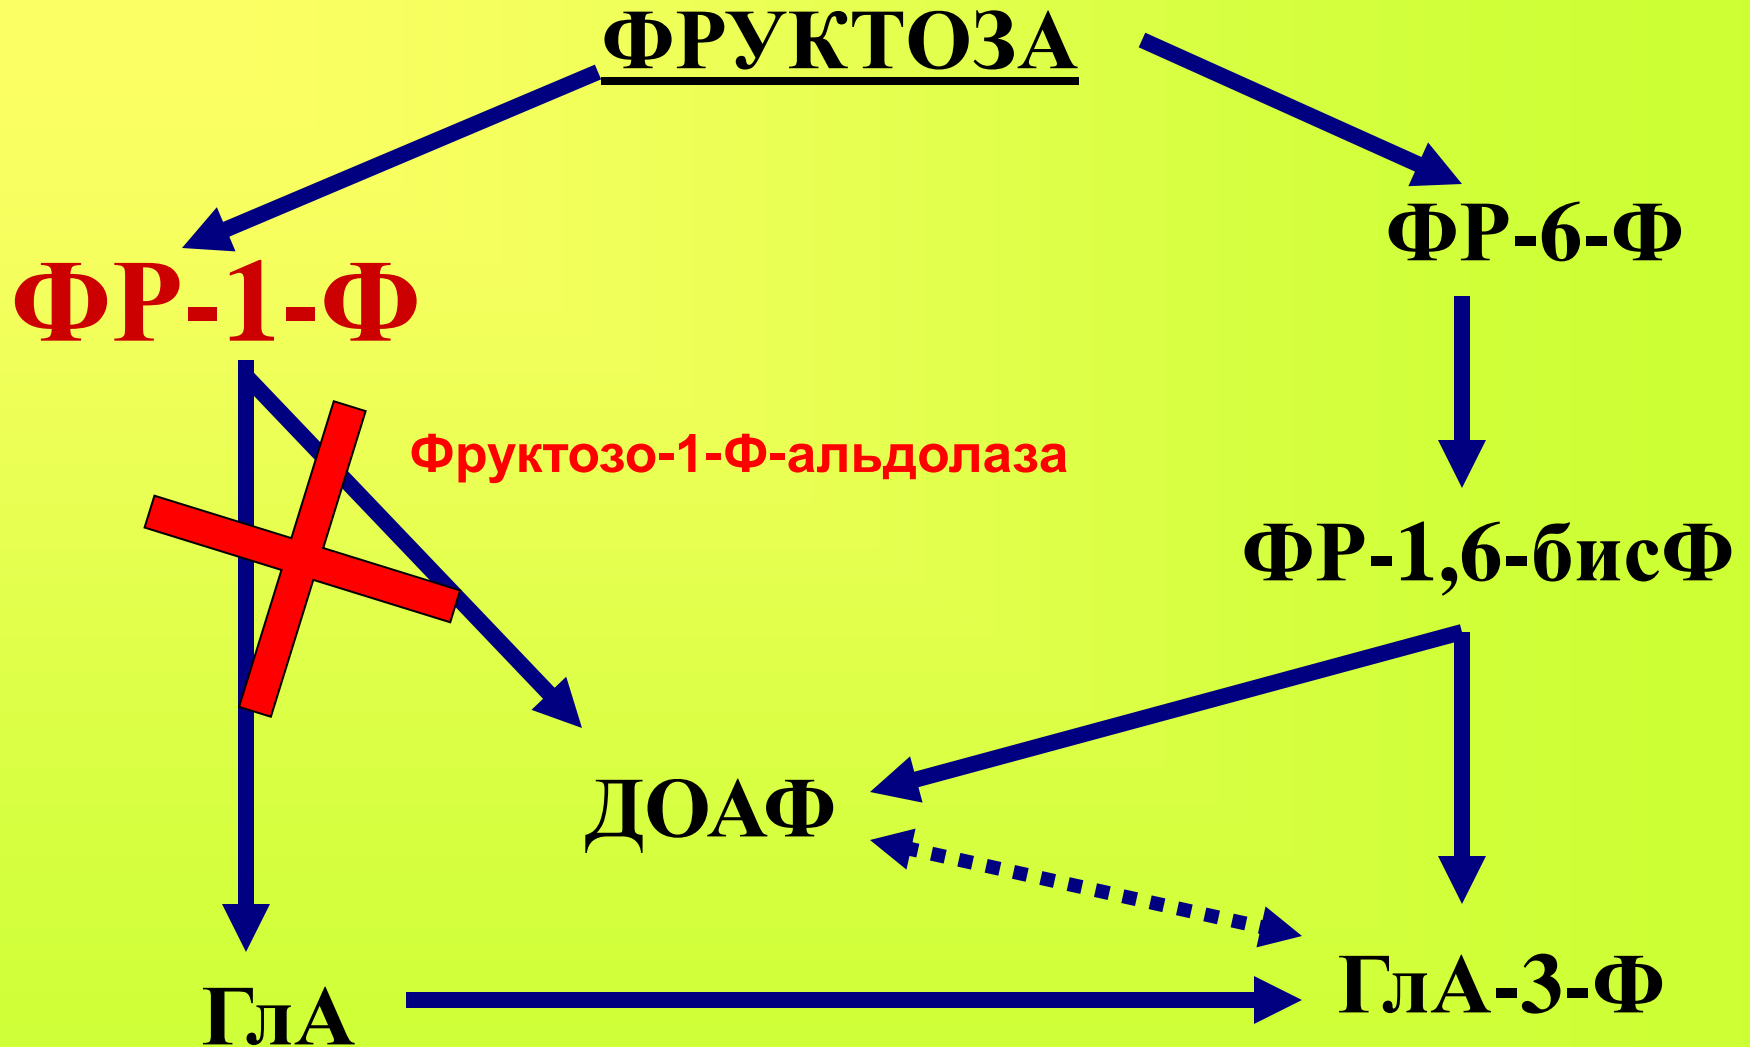 ФРУКТОЗА
ФР-6-Ф
ФР-1-Ф
Фруктозо-1-Ф-альдолаза
ФР-1,6-бисФ
ДОАФ
ГлА-3-Ф
ГлА